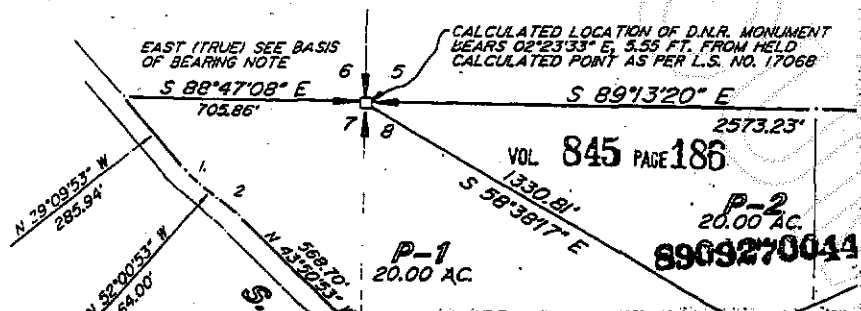 EAST (TRUE) SEE BASIS
OF BEARING NOTE
CALCULATED LOCATION OF D.N.R. MONUMENT
BEARS 02°23'33" E, 5.55 FT. FROM HELD
CALCULATED POINT AS PER L.S. NO. 17068
6 5
S 88°47'08" E
705.86'
S 89°13'20" E
2573.23'
7 8
VOL. 845 PAGE 186
1330.81'
S 58°38'17" E
N 39°09'53" W
285.94'
1.
2
P-2
20.00 AC.
8909270044
N 52°00'53" W
64.00'
568.70'
N 43°20'53" W
P-1
20.00 AC.
S.